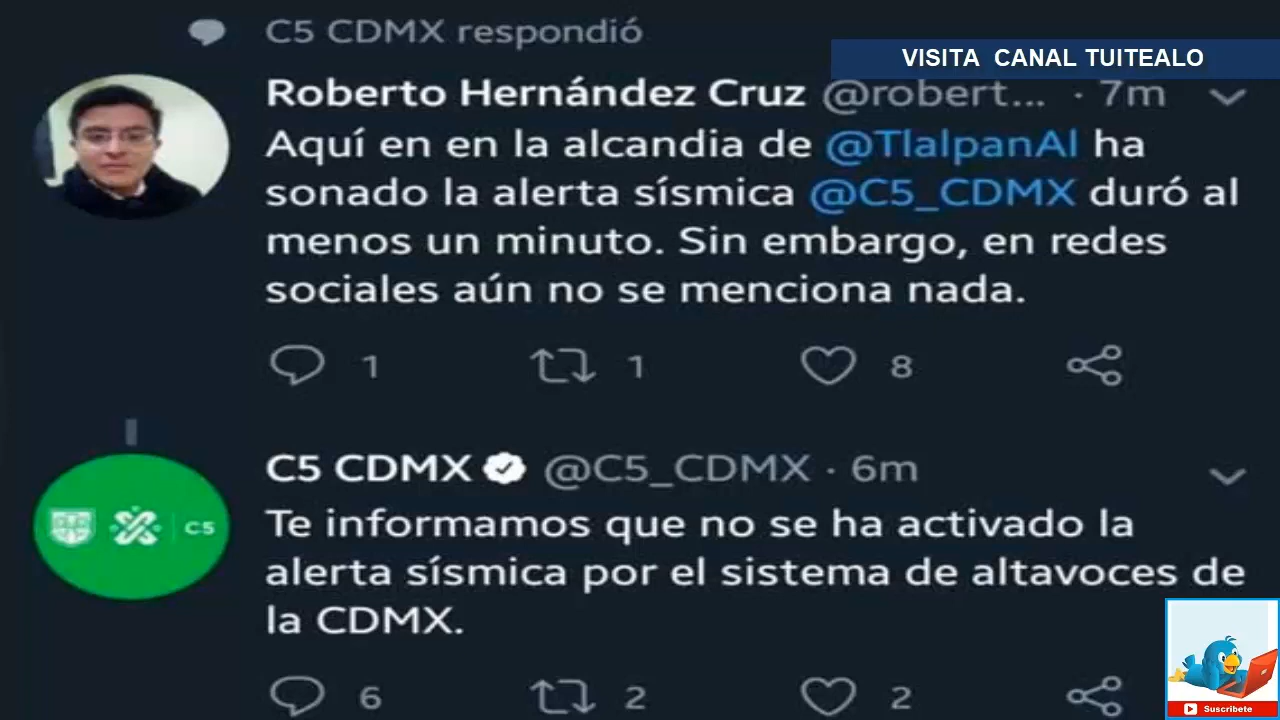 C5 CDMX respondió
VISITA CANAL TUITEALO
Roberto Hernández Cruz @robert... · 7m
Aquí en en la alcandia de @TlalpanAl ha
sonado la alerta sísmica @C5_CDMX duró al
menos un minuto. Sin embargo, en redes
sociales aún no se menciona nada.
1 1 8
C5 CDMX @C5_CDMX · 6m
C5
Te informamos que no se ha activado la
alerta sísmica por el sistema de altavoces de
la CDMX.
6 2 2
Suscribete